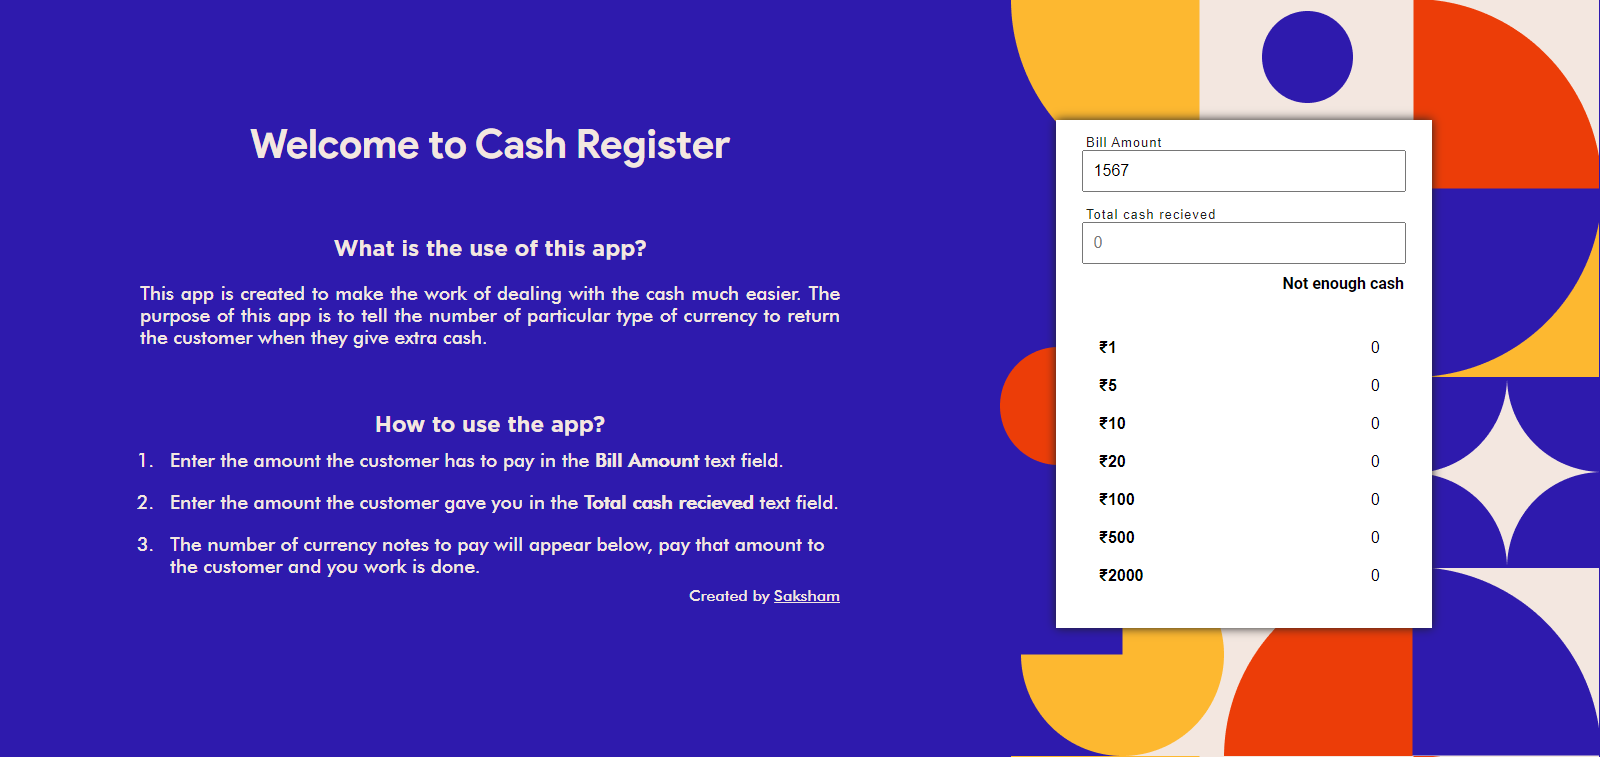 Welcome to Cash Register
What is the use of this app?
This app is created to make the work of dealing with the cash much easier. The
purpose of this app is to tell the number of particular type of currency to return
the customer when they give extra cash.
How to use the app?
1. Enter the amount the customer has to pay in the Bill Amount text field.
2. Enter the amount the customer gave you in the Total cash recieved text field.
3. The number of currency notes to pay will appear below, pay that amount to
the customer and you work is done.
Created by Saksham
Bill Amount
1567
Total cash recieved
0
Not enough cash
₹1 0
₹5 0
₹10 0
₹20 0
₹100 0
₹500 0
₹2000 0